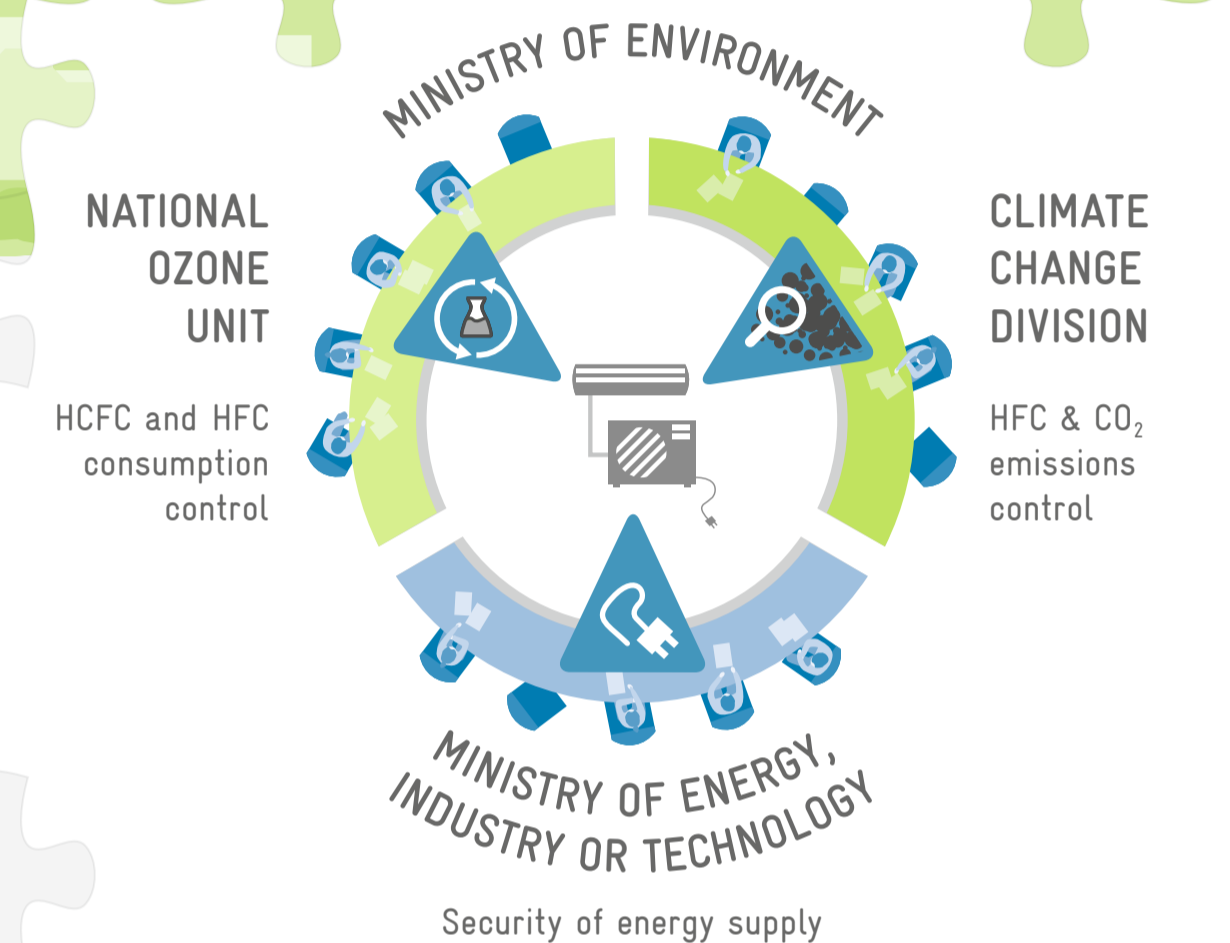 MINISTRY OF ENVIRONMENT
NATIONAL
OZONE
UNIT
HCFC and HFC
consumption
control
CLIMATE
CHANGE
DIVISION
HFC & CO₂
emissions
control
MINISTRY OF ENERGY,
INDUSTRY OR TECHNOLOGY
Security of energy supply